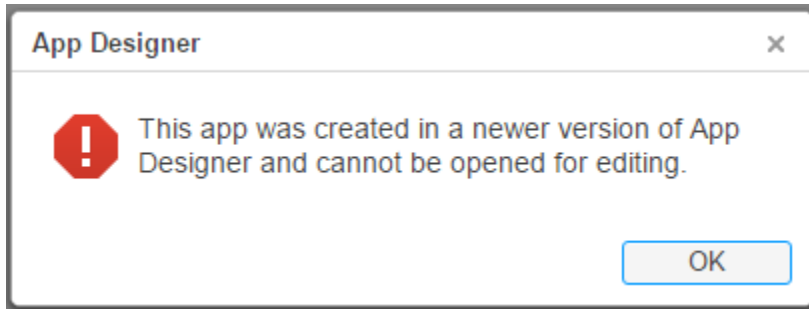 App Designer
This app was created in a newer version of App
Designer and cannot be opened for editing.
OK